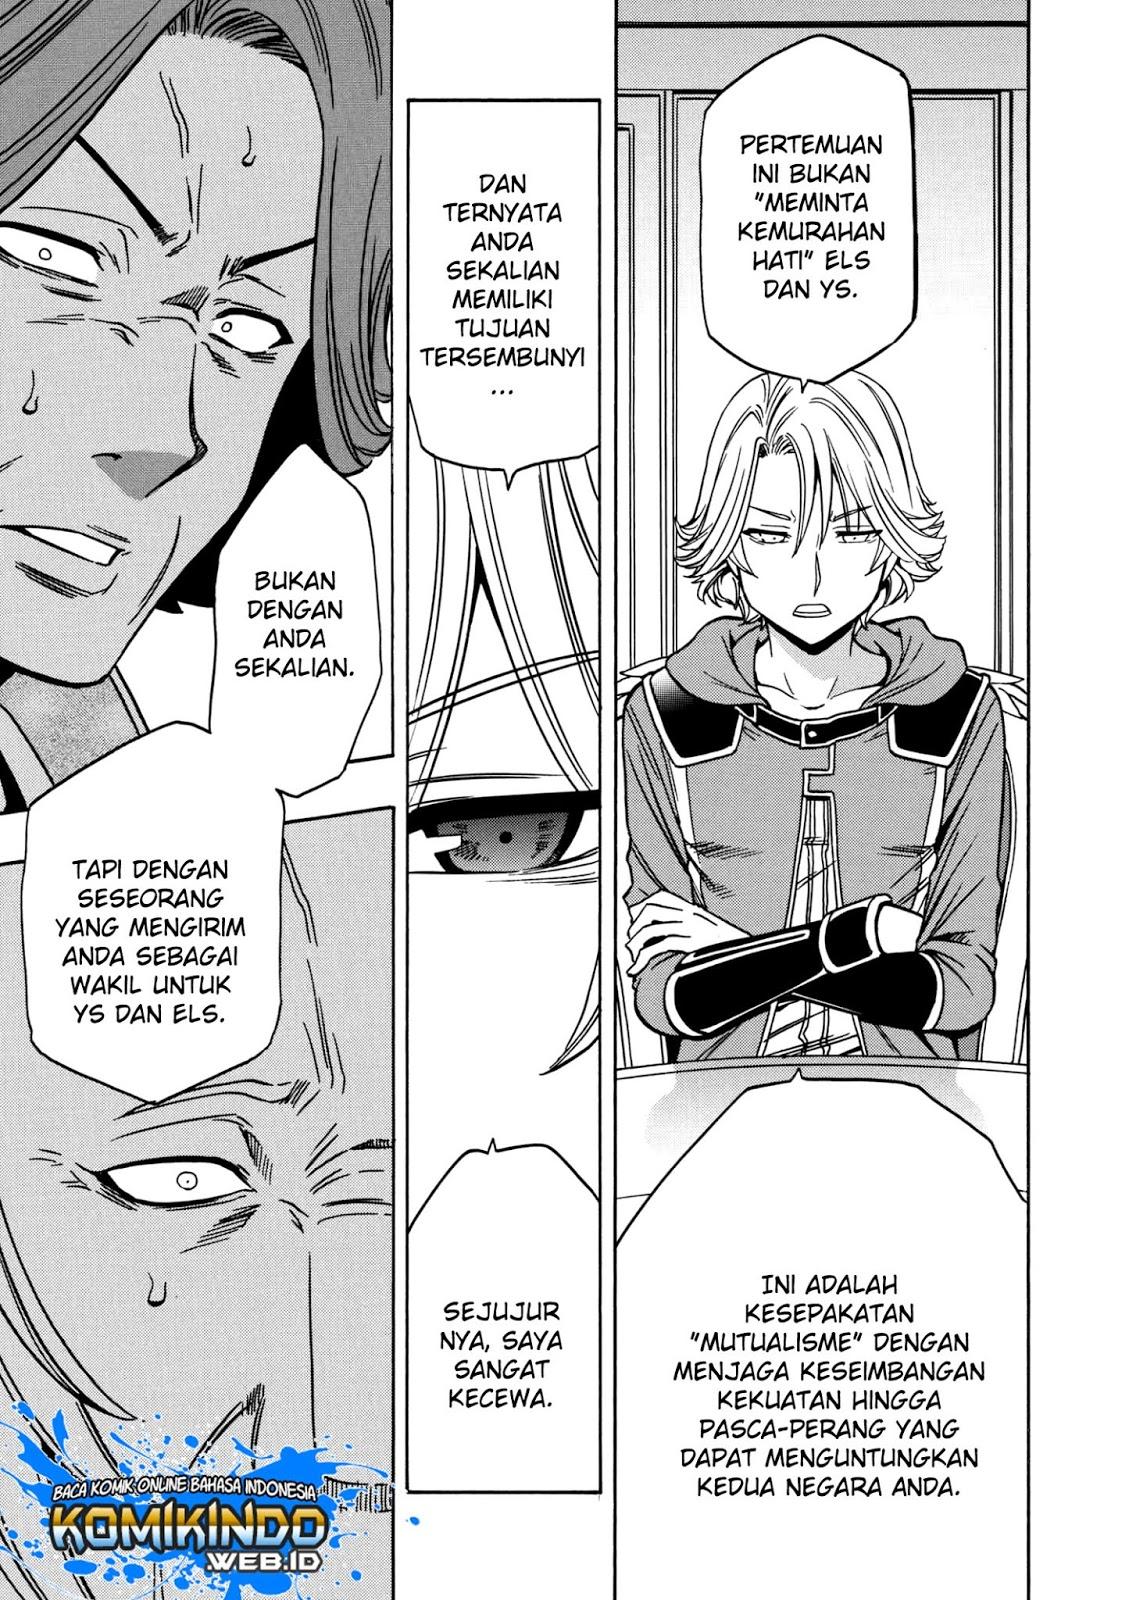 PERTEMUAN
INI BUKAN
"MEMINTA
KEMURAHAN
HATI" ELS
DAN YS.
INI ADALAH
KESEPAKATAN
"MUTUALISME" DENGAN
MENJAGA KESEIMBANGAN
KEKUATAN HINGGA
PASCA-PERANG YANG
DAPAT MENGUNTUNGKAN
KEDUA NEGARA ANDA.
DAN
TERNYATA
ANDA
SEKALIAN
MEMILIKI
TUJUAN
TERSEMBUNYI
...
SEJUJUR
NYA, SAYA
SANGAT
KECEWA.
BUKAN
DENGAN
ANDA
SEKALIAN.
TAPI DENGAN
SESEORANG
YANG MENGIRIM
ANDA SEBAGAI
WAKIL UNTUK
YS DAN ELS.
BACA KOMIK ONLINE BAHASA INDONESIA
KOMIKINDO
.WEB.ID